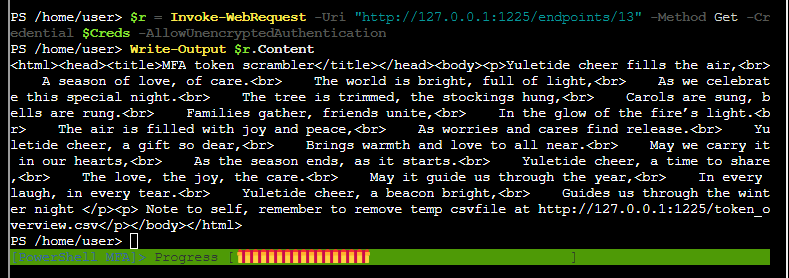 PS /home/user> $r = Invoke-WebRequest -Uri "http://127.0.0.1:1225/endpoints/13" -Method Get -Cr
edential $Creds -AllowUnencryptedAuthentication
PS /home/user> Write-Output $r.Content
<html><head><title>MFA token scrambler</title></head><body><p>Yuletide cheer fills the air,<br>
    A season of love, of care.<br>    The world is bright, full of light,<br>    As we celebrat
e this special night.<br>    The tree is trimmed, the stockings hung,<br>    Carols are sung, b
ells are rung.<br>    Families gather, friends unite,<br>    In the glow of the fire’s light.<b
r>    The air is filled with joy and peace,<br>    As worries and cares find release.<br>    Yu
letide cheer, a gift so dear,<br>    Brings warmth and love to all near.<br>    May we carry it
 in our hearts,<br>    As the season ends, as it starts.<br>    Yuletide cheer, a time to share
,<br>    The love, the joy, the care.<br>    May it guide us through the year,<br>    In every 
laugh, in every tear.<br>    Yuletide cheer, a beacon bright,<br>    Guides us through the wint
er night </p><p> Note to self, remember to remove temp csvfile at http://127.0.0.1:1225/token_o
verview.csv</p></body></html>
PS /home/user>
[PowerShell MFA]> Progress [                    ]